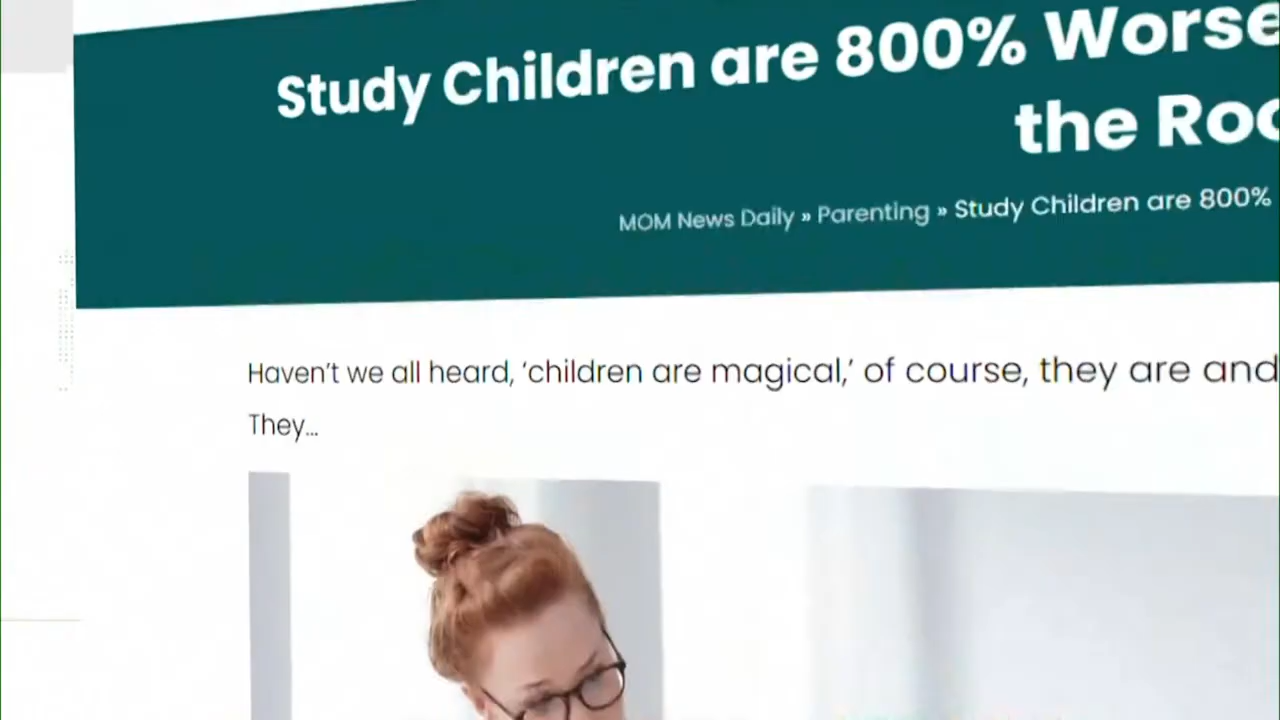 Study Children are 800% Worse
the
MOM News Daily » Parenting » Study Children are 800%
Haven't we all heard, 'children are magical,' of course, they are and
They...